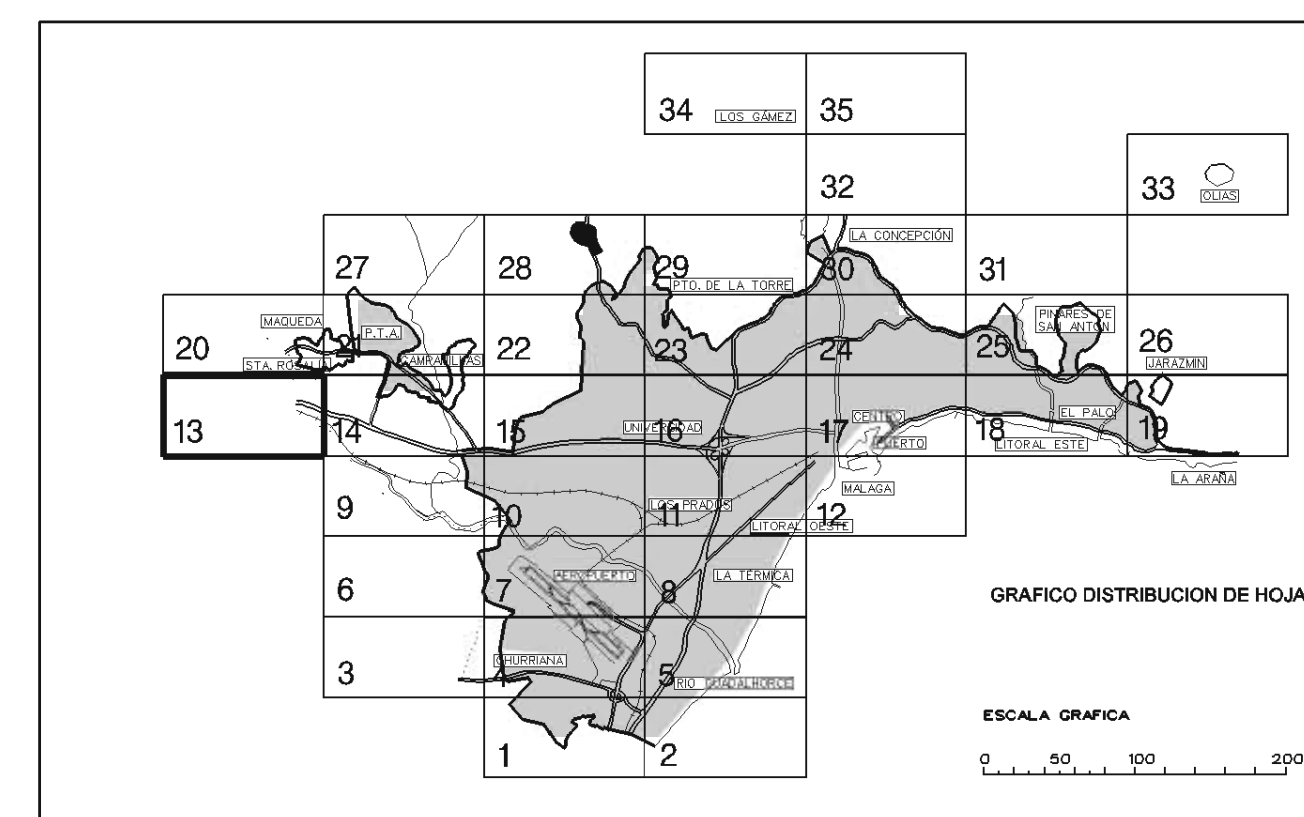 34 LOS GÁMEZ 35
32 33
OLIAS
LA CONCEPCIÓN
27 28 29 30 31
PTO. DE LA TORRE
MAQUEDA
P.T.A.
PINARES DE
SAN ANTÓN
20 22 23 24 25 26
STA. ROSALIA CAMPANILLAS JARAZMIN
CENTRO EL PALO
13 14 15 UNIVERSIDAD 16 17 PUERTO 18 19
LITORAL ESTE
LA ARAÑA
MALAGA
9 10 LOS PRADOS 11 12
LITORAL OESTE
AEROPUERTO LA TÉRMICA
6 7 8
GRAFICO DISTRIBUCION DE HOJA
CHURRIANA
3 5 RIO GUADALHORCE
ESCALA GRAFICA
1 2
0 50 100 200